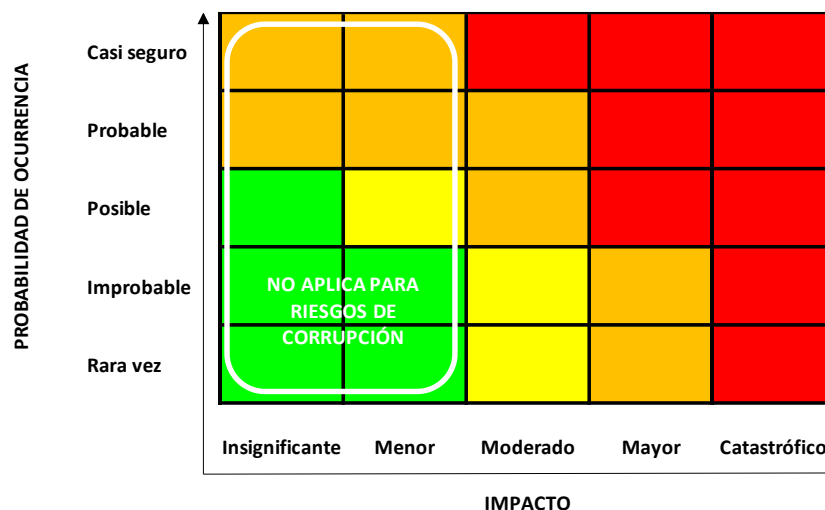 PROBABILIDAD DE OCURRENCIA
Casi seguro
Probable
Posible
Improbable
Rara vez
NO APLICA PARA
RIESGOS DE
CORRUPCIÓN
Insignificante Menor Moderado Mayor Catastrófico
IMPACTO